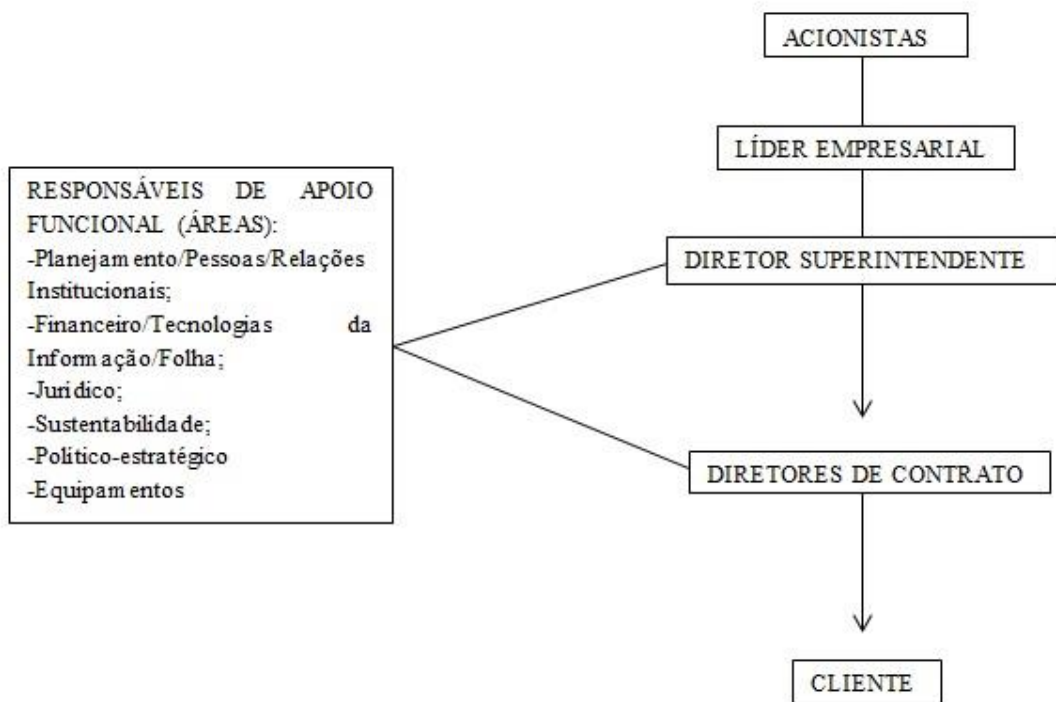 ACIONISTAS
LÍDER EMPRESARIAL
DIRETOR SUPERINTENDENTE
RESPONSÁVEIS DE APOIO
FUNCIONAL (ÁREAS):
-Planejamento/Pessoas/Relações
Institucionais;
-Financeiro/Tecnologias da
Informação/Folha;
-Jurídico;
-Sustentabilidade;
-Político-estratégico
-Equipamentos
DIRETORES DE CONTRATO
CLIENTE